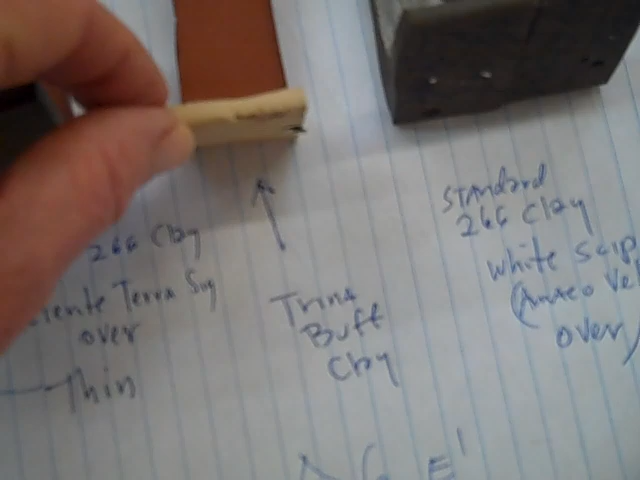 266 Clay
Terra Sig
over
Thin
Trina
Buff
Clay
Standard
266 Clay
White Slip
over)